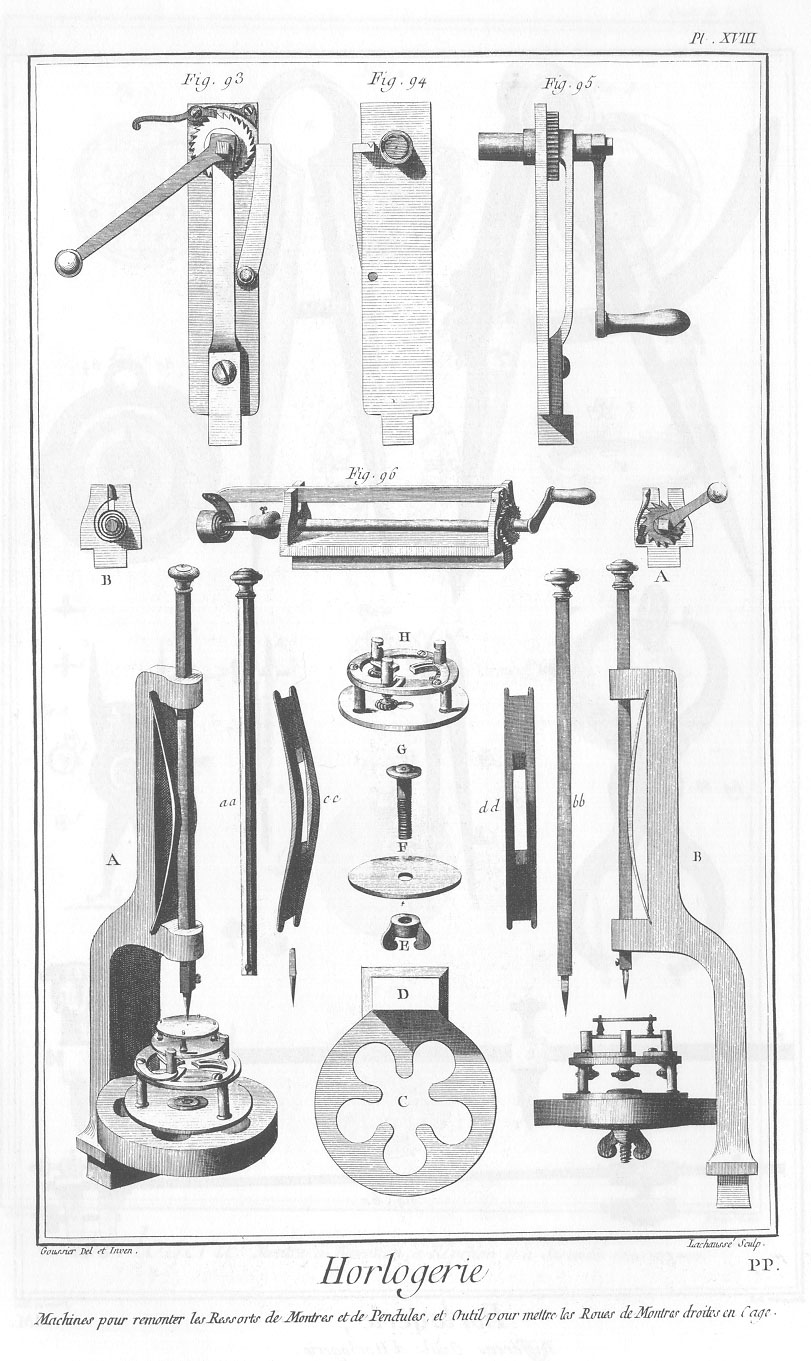 Pl. XVIII
Fig. 93
Fig. 94
Fig. 95.
Fig. 96
B
A
H
G
aa
cc
dd
bb
F
A
B
E
D
C
Goussier Del et Inven.
Lachaussé Sculp.
Horlogerie
PP.
Machines pour remonter les Ressorts de Montres et de Pendules, et Outil pour mettre les Roues de Montres droites en Cage.